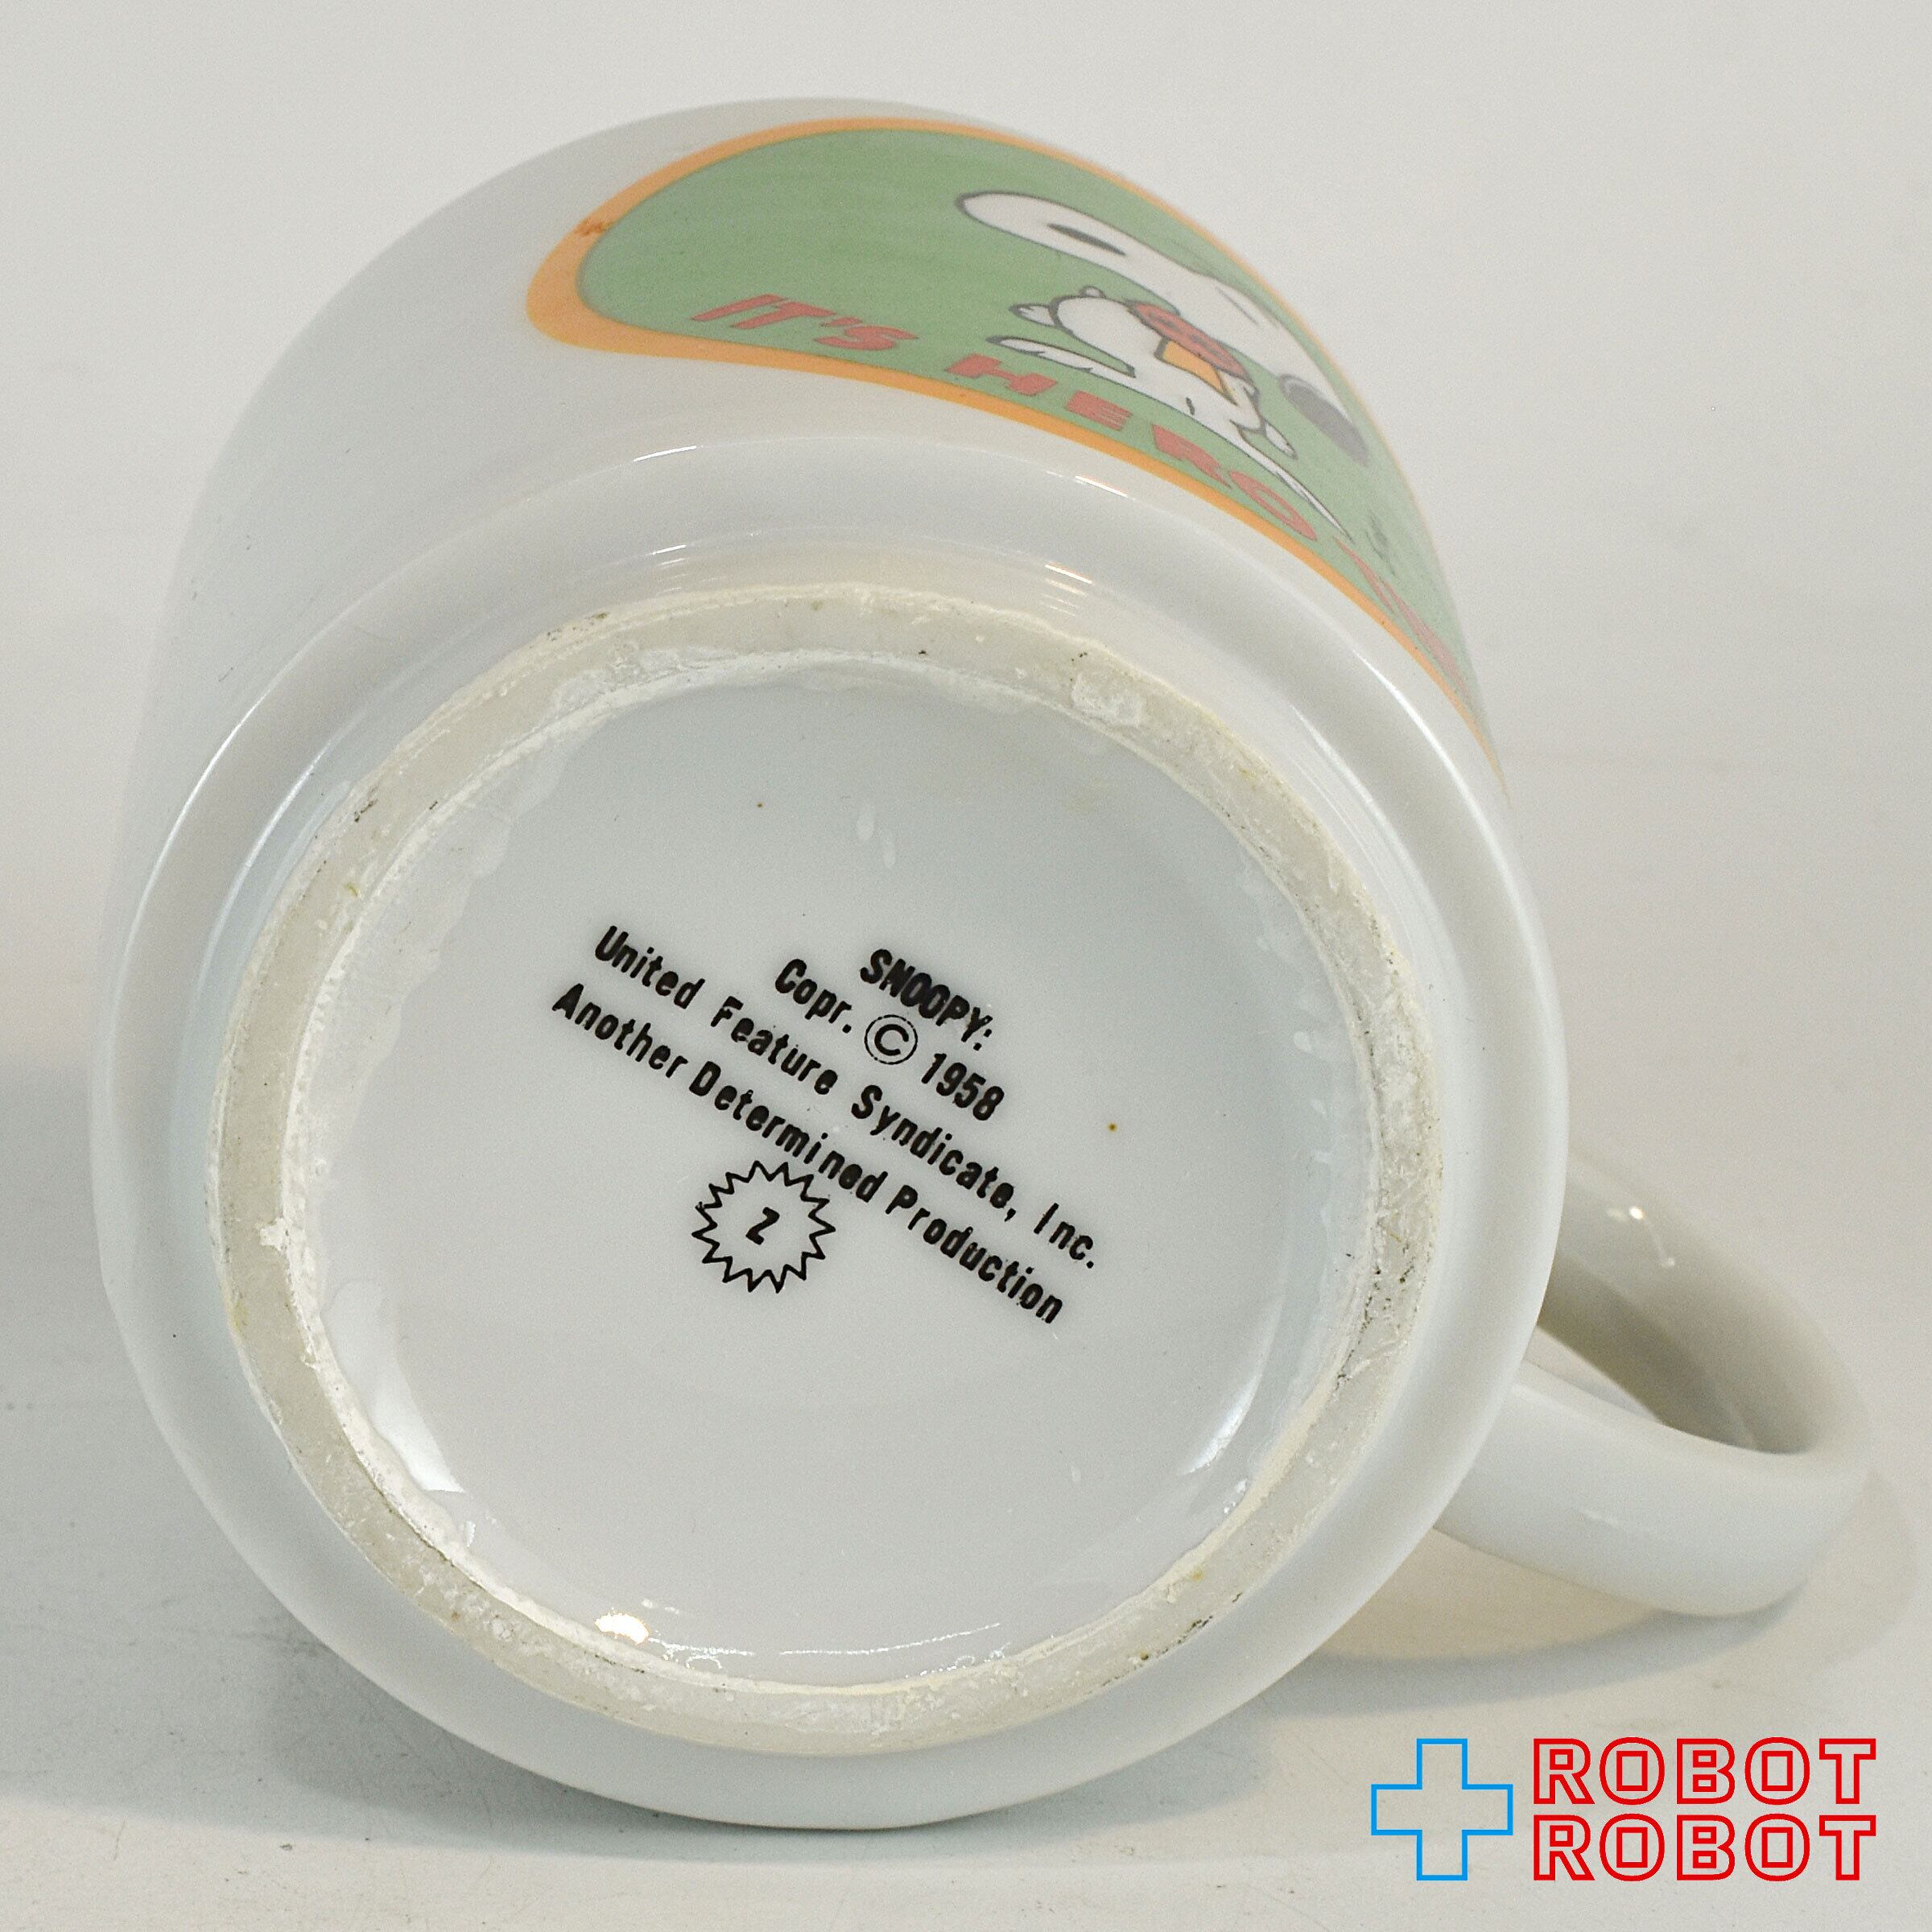 IT'S HERO
SNOOPY:
Copr. © 1958
United Feature Syndicate, Inc.
Another Determined Production
Z
ROBOT
ROBOT